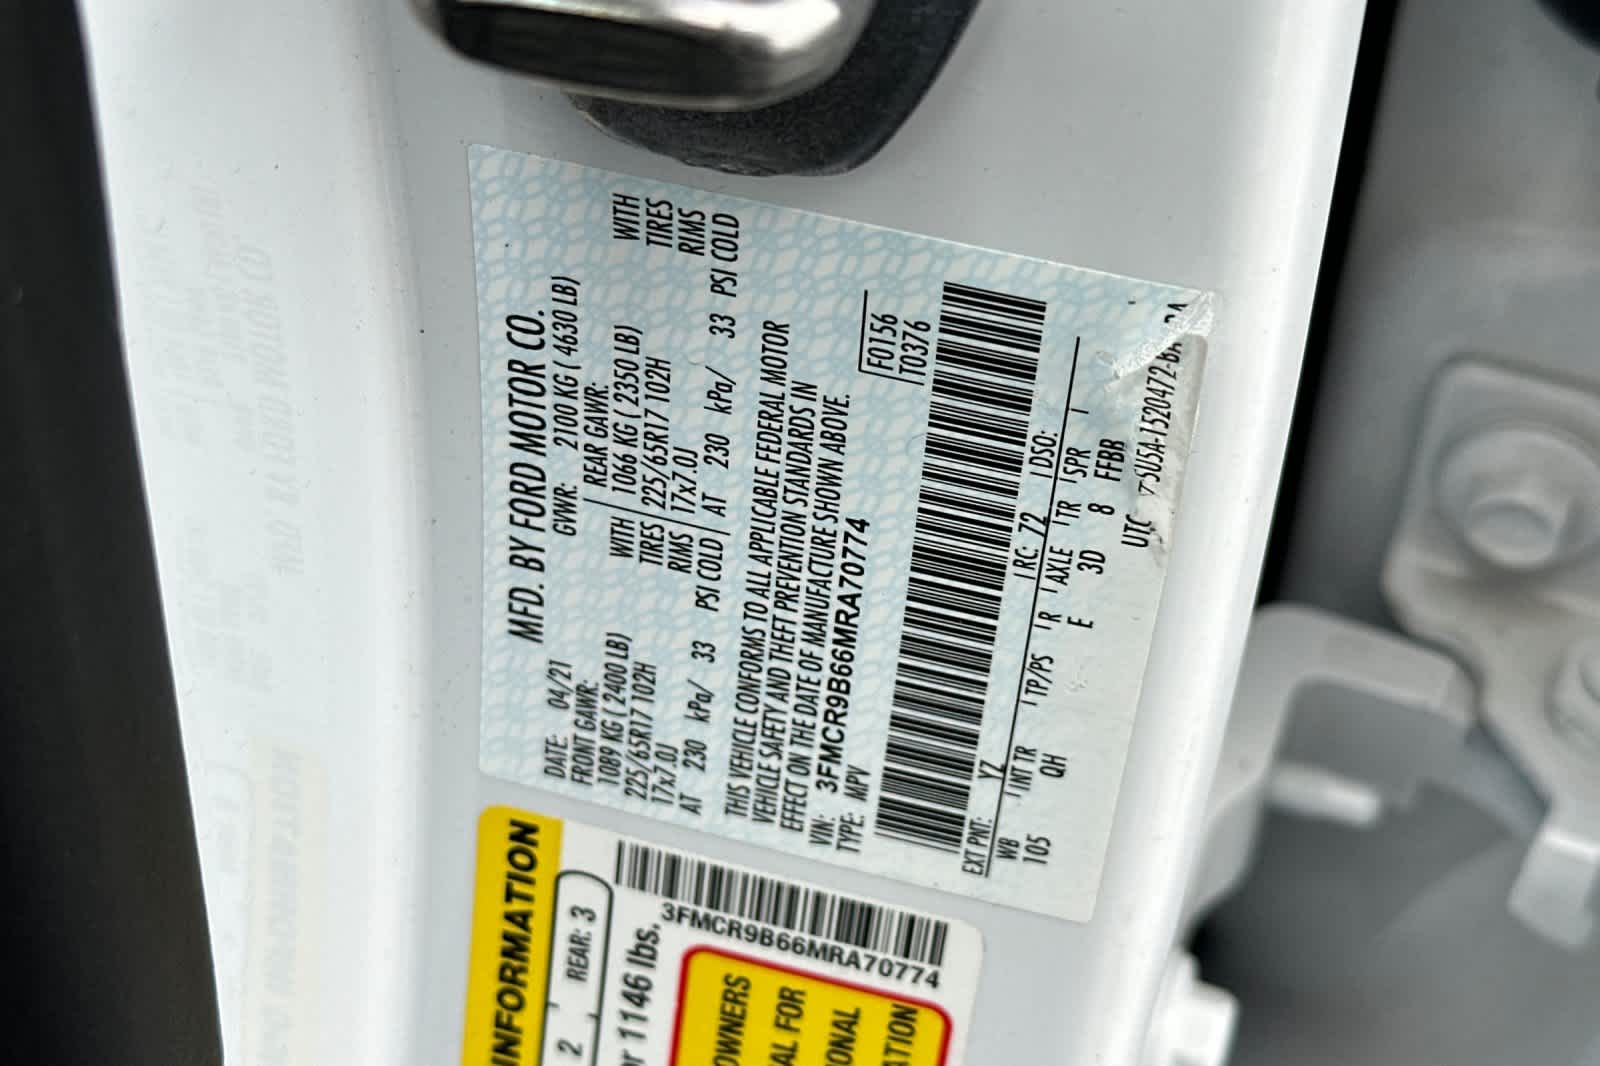 MFD. BY FORD MOTOR CO.
DATE: 04/21 GVWR: 2100 KG ( 4630 LB)
FRONT GAWR: REAR GAWR:
1089 KG ( 2400 LB) WITH 1066 KG ( 2350 LB) WITH
225/65R17 102H TIRES 225/65R17 102H TIRES
17x7.0J RIMS 17x7.0J RIMS
AT 230 kPa/ 33 PSI COLD AT 230 kPa/ 33 PSI COLD
THIS VEHICLE CONFORMS TO ALL APPLICABLE FEDERAL MOTOR
VEHICLE SAFETY AND THEFT PREVENTION STANDARDS IN
EFFECT ON THE DATE OF MANUFACTURE SHOWN ABOVE.
VIN: 3FMCR9B66MRA70774 F0156
TYPE: MPV T0376
EXT PNT: YZ RC: 72 DSO:
WB INT TR TP/PS R AXLE TR SPR
105 QH E 3D 8 FFBR
UTC
INFORMATION
2 REAR: 3
or 1146 lbs.
3FMCR9B66MRA70774
OWNERS
AL FOR
IONAL
ATION